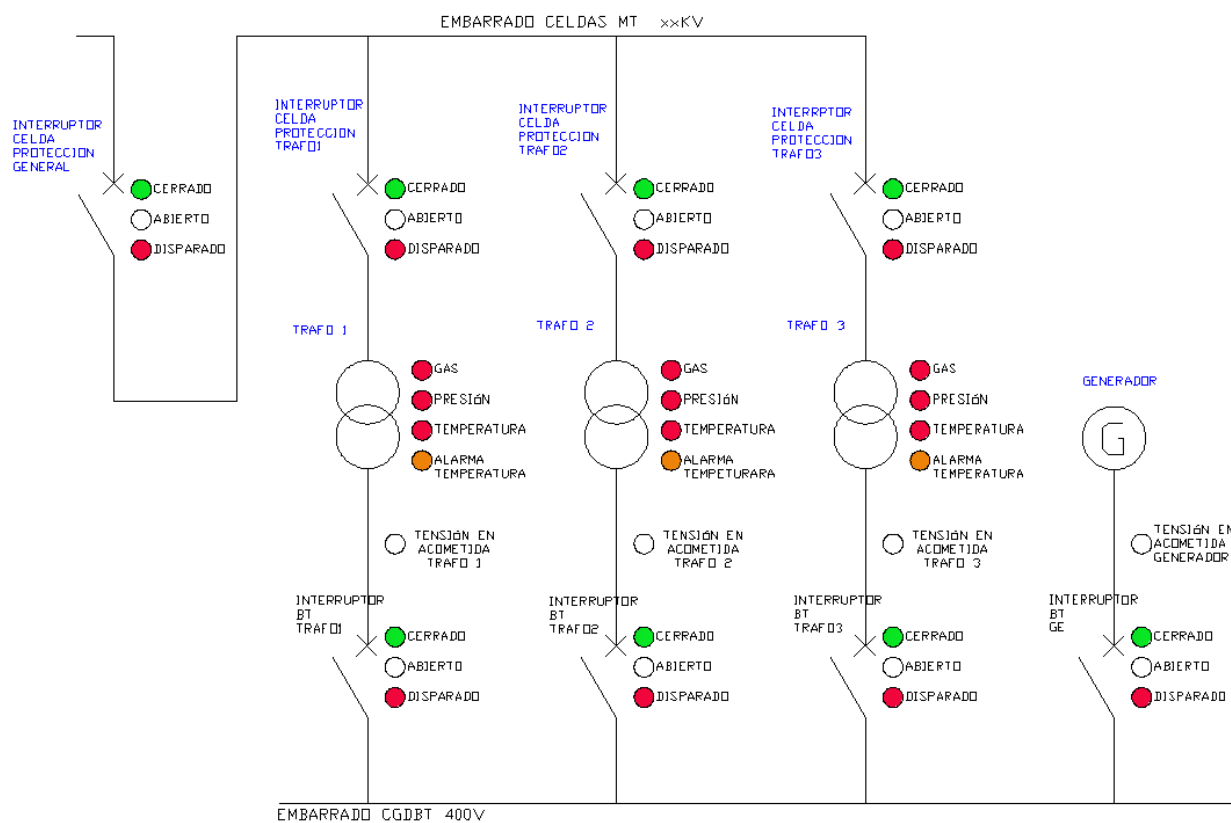 EMBARRADO CELDAS MT xxKV
INTERRUPTOR
CELDA
PROTECCION
GENERAL
CERRADO
ABIERTO
DISPARADO
INTERRUPTOR
CELDA
PROTECCION
TRAFO1
CERRADO
ABIERTO
DISPARADO
INTERRUPTOR
CELDA
PROTECCION
TRAFO2
CERRADO
ABIERTO
DISPARADO
INTERRPTOR
CELDA
PROTECCION
TRAFO3
CERRADO
ABIERTO
DISPARADO
TRAFO 1
GAS
PRESIóN
TEMPERATURA
ALARMA
TEMPERATURA
TRAFO 2
GAS
PRESIóN
TEMPERATURA
ALARMA
TEMPETURARA
TRAFO 3
GAS
PRESIóN
TEMPERATURA
ALARMA
TEMPERATURA
GENERADOR
G
TENSIóN EN
ACOMETIDA
TRAFO 1
TENSIóN EN
ACOMETIDA
TRAFO 2
TENSIóN EN
ACOMETIDA
TRAFO 3
TENSIóN EN
ACOMETIDA
GENERADOR
INTERRUPTOR
BT
TRAFO1
CERRADO
ABIERTO
DISPARADO
INTERRUPTOR
BT
TRAFO2
CERRADO
ABIERTO
DISPARADO
INTERRUPTOR
BT
TRAFO3
CERRADO
ABIERTO
DISPARADO
INTERRUPTOR
BT
GE
CERRADO
ABIERTO
DISPARADO
EMBARRADO CGDBT 400V